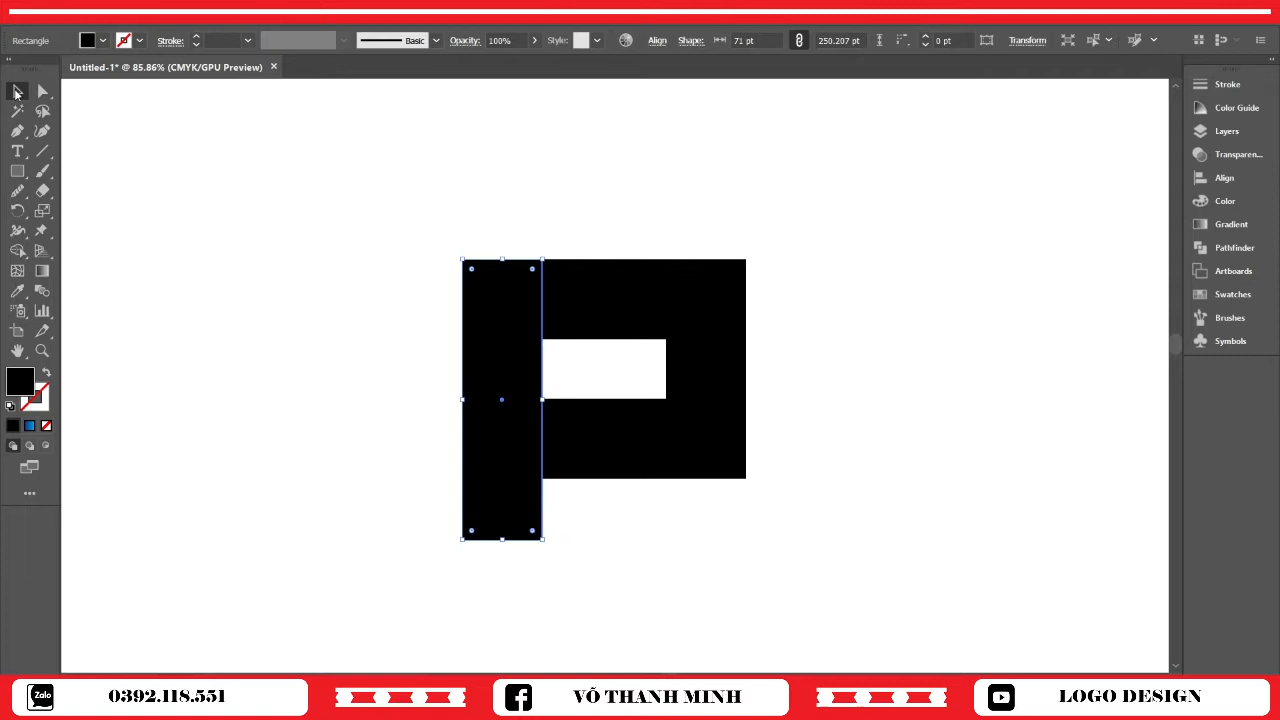 Rectangle
Stroke:
Basic
Opacity:
100%
Style:
Align
Shape:
71 pt
250.207 pt
0 pt
Transform
Untitled-1* @ 85.86% (CMYK/GPU Preview)
Stroke
Color Guide
Layers
Transparen...
Align
Color
Gradient
Pathfinder
Artboards
Swatches
Brushes
Symbols
Zalo
0392.118.551
VÕ THANH MINH
LOGO DESIGN